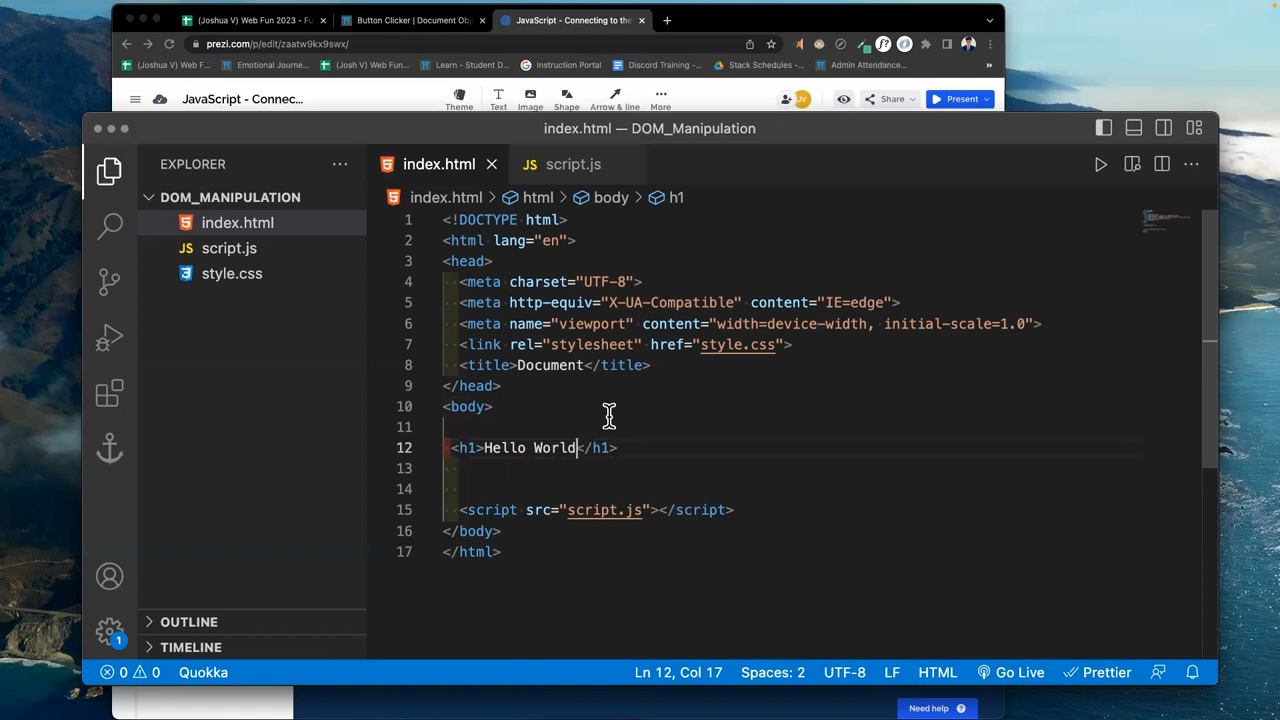 (Joshua V) Web Fun 2023 - Fu
Button Clicker | Document Obj
JavaScript - Connecting to the
prezi.com/p/edit/zaatw9kx9swx/
(Joshua V) Web F...
Emotional Journe...
(Josh V) Web Fun...
Learn - Student D...
Instruction Portal
Discord Training -...
Stack Schedules -...
Admin Attendance...
JavaScript - Connec...
Theme
Text
Image
Shape
Arrow & line
More
JV
Share
Present
index.html — DOM_Manipulation
EXPLORER
index.html
JS script.js
DOM_MANIPULATION
index.html > html > body > h1
index.html
JS script.js
style.css
1 <!DOCTYPE html>
2 <html lang="en">
3 <head>
4 <meta charset="UTF-8">
5 <meta http-equiv="X-UA-Compatible" content="IE=edge">
6 <meta name="viewport" content="width=device-width, initial-scale=1.0">
7 <link rel="stylesheet" href="style.css">
8 <title>Document</title>
9 </head>
10 <body>
11
12 <h1>Hello World</h1>
13
14
15 <script src="script.js"></script>
16 </body>
17 </html>
OUTLINE
TIMELINE
1
0 0
Quokka
Ln 12, Col 17
Spaces: 2
UTF-8
LF
HTML
Go Live
Prettier
Need help ?